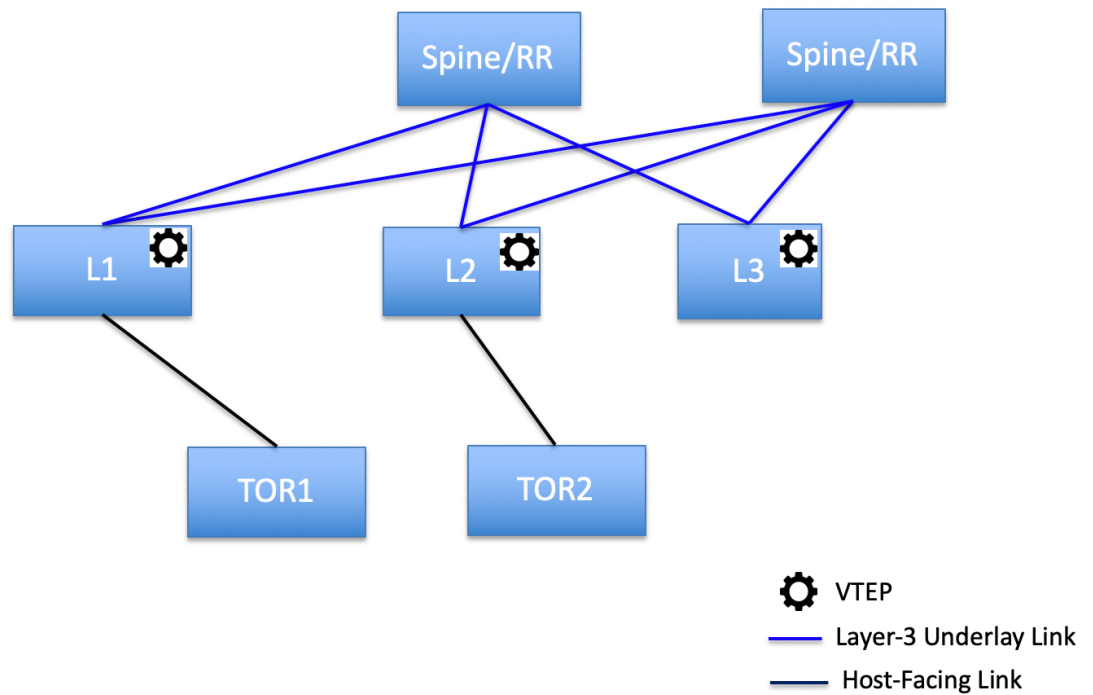 Spine/RR
Spine/RR
L1
L2
L3
TOR1
TOR2
VTEP
Layer-3 Underlay Link
Host-Facing Link